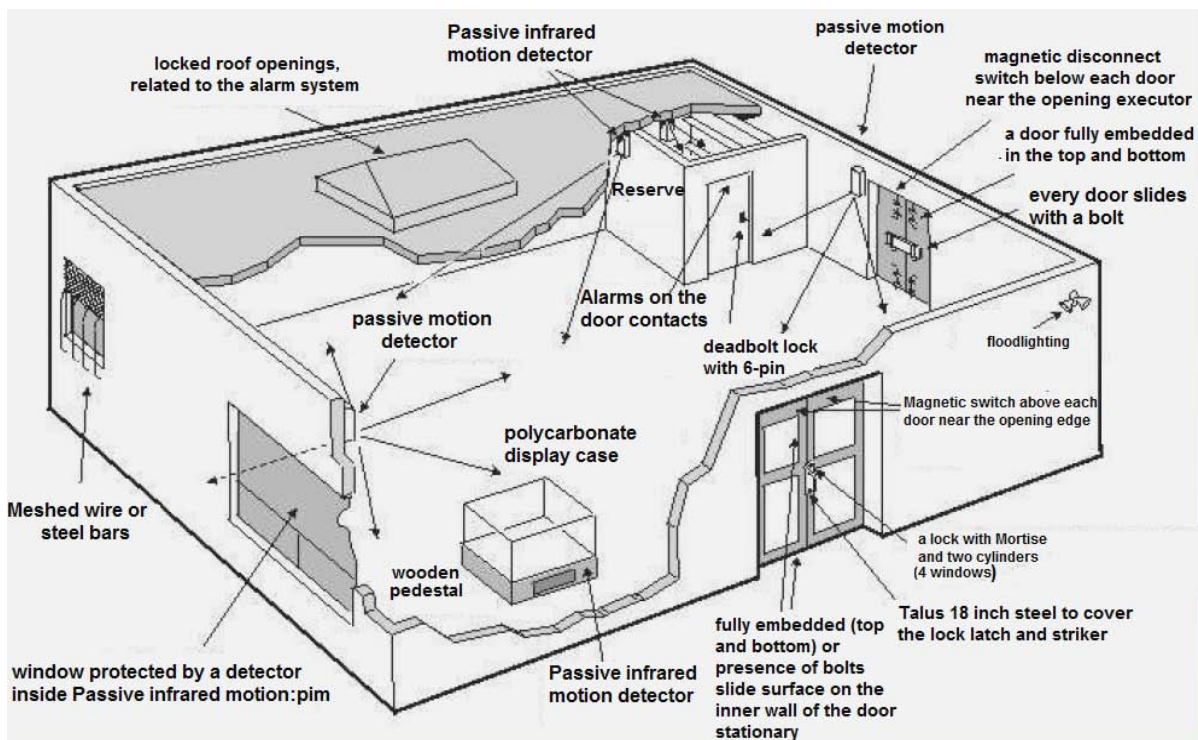 Passive infrared
motion detector
passive motion
detector
locked roof openings,
related to the alarm system
magnetic disconnect
switch below each door
near the opening executor
a door fully embedded
in the top and bottom
every door slides
with a bolt
Reserve
Alarms on the
door contacts
passive motion
detector
deadbolt lock
with 6-pin
floodlighting
Magnetic switch above each
door near the opening edge
polycarbonate
display case
Meshed wire or
steel bars
a lock with Mortise
and two cylinders
(4 windows)
wooden
pedestal
Talus 18 inch steel to cover
the lock latch and striker
fully embedded (top
and bottom) or
presence of bolts
slide surface on the
inner wall of the door
stationary
window protected by a detector
inside Passive infrared motion:pim
Passive infrared
motion detector